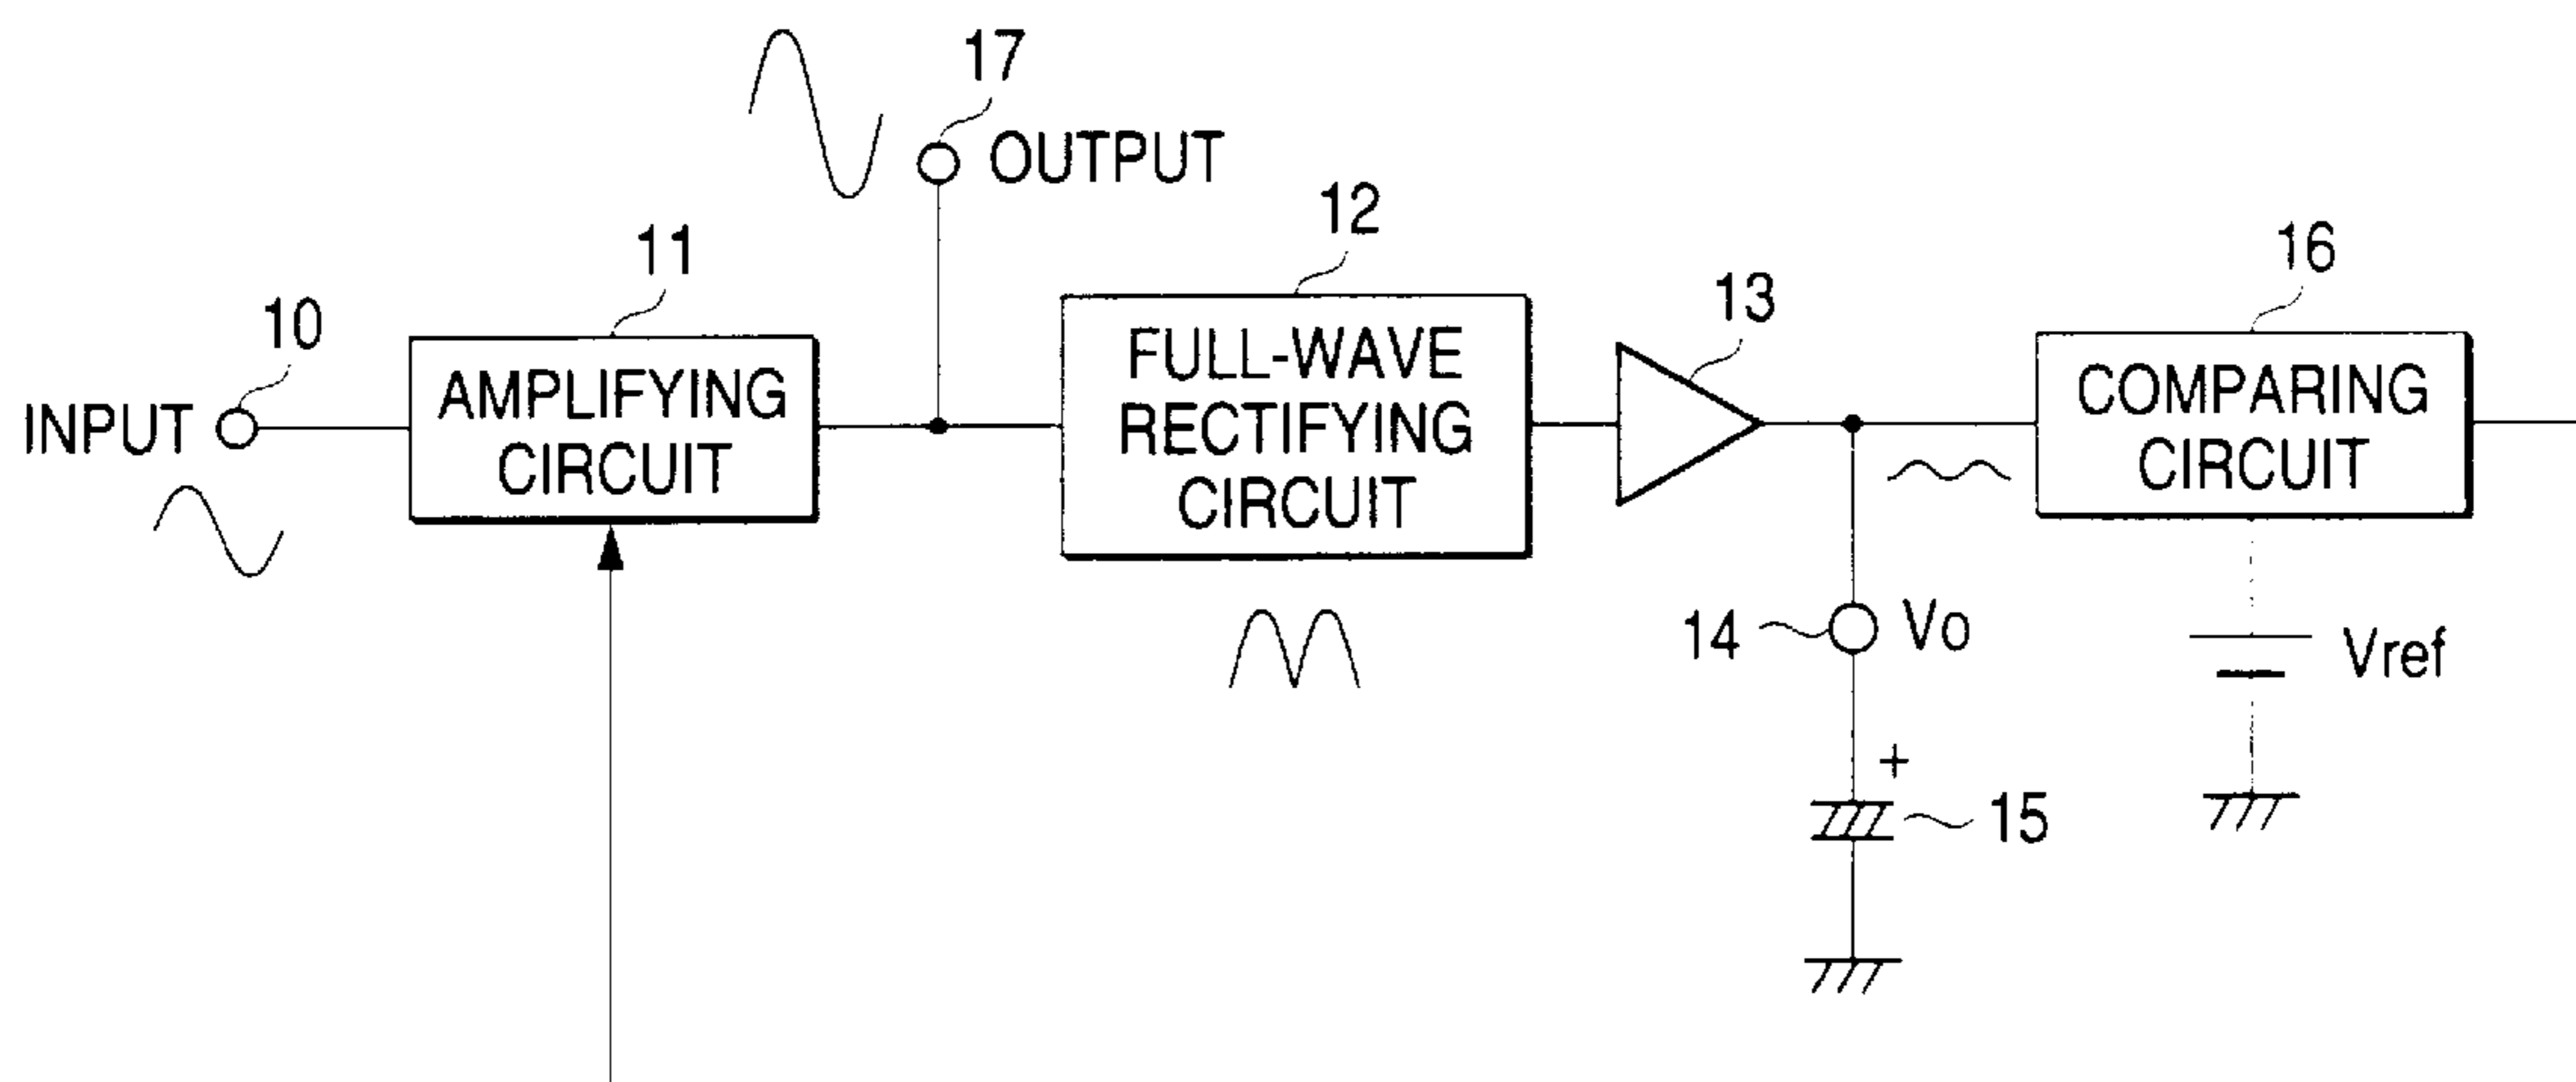 17
OUTPUT
12
11
16
10
13
INPUT
AMPLIFYING
CIRCUIT
FULL-WAVE
RECTIFYING
CIRCUIT
COMPARING
CIRCUIT
14
Vo
Vref
+
15